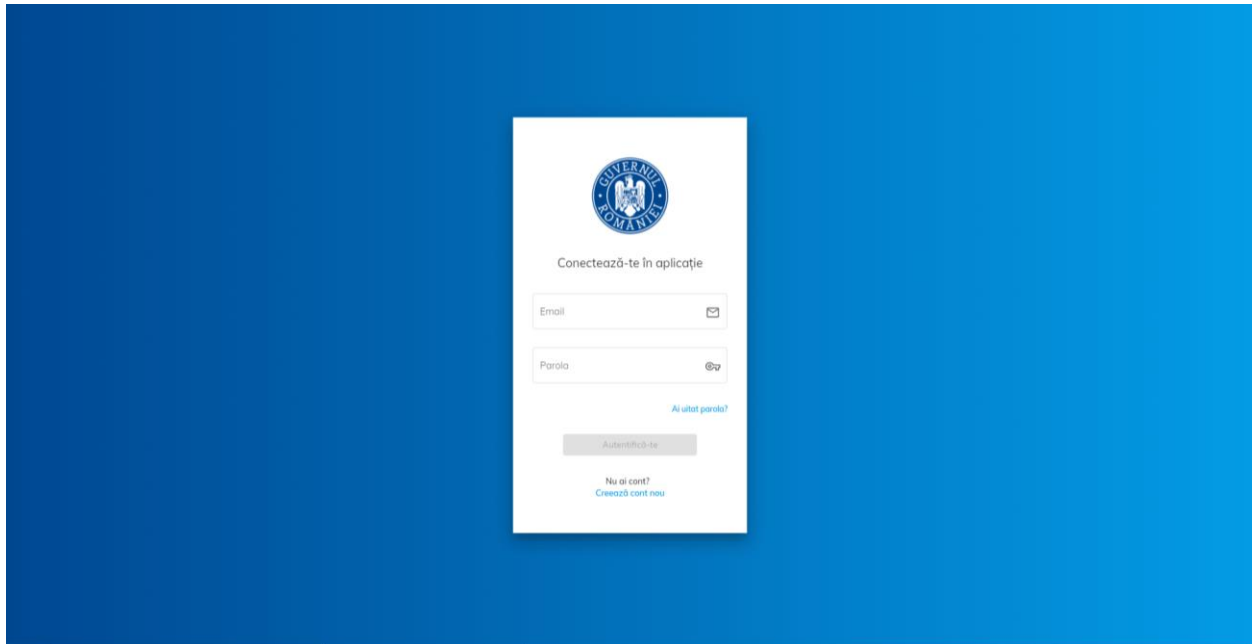 GUVERNUL
ROMÂNIEI
Conectează-te în aplicație
Email
Parola
Ai uitat parola?
Autentifică-te
Nu ai cont?
Creează cont nou